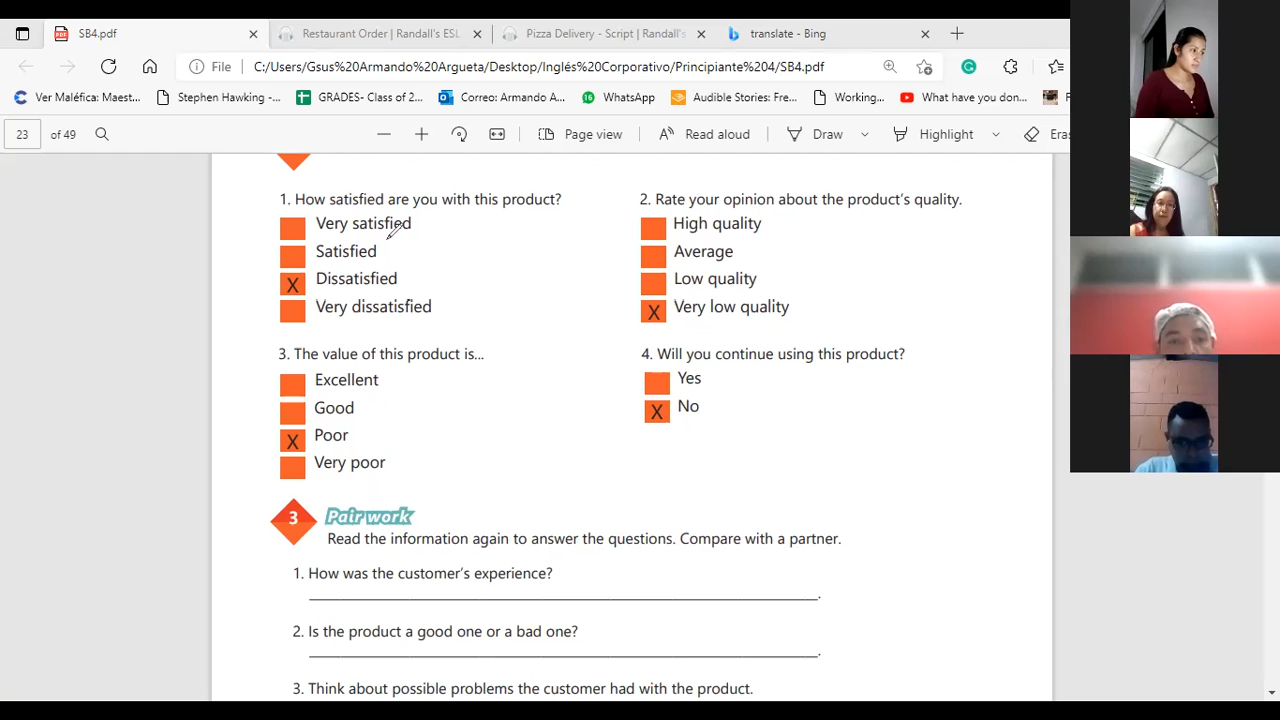 SB4.pdf
Restaurant Order | Randall's ESL
Pizza Delivery - Script | Randall's
translate - Bing
File C:/Users/Gsus%20Armando%20Argueta/Desktop/Inglés%20Corporativo/Principiante%204/SB4.pdf
Ver Maléfica: Maest... Stephen Hawking -... GRADES- Class of 2... Correo: Armando A... 16 WhatsApp Audible Stories: Fre... Working... What have you don...
23 of 49 Page view Read aloud Draw Highlight
1. How satisfied are you with this product?
Very satisfied
Satisfied
X Dissatisfied
Very dissatisfied
2. Rate your opinion about the product's quality.
High quality
Average
Low quality
X Very low quality
3. The value of this product is...
Excellent
Good
X Poor
Very poor
4. Will you continue using this product?
Yes
X No
3 Pair work
Read the information again to answer the questions. Compare with a partner.
1. How was the customer's experience?
2. Is the product a good one or a bad one?
3. Think about possible problems the customer had with the product.